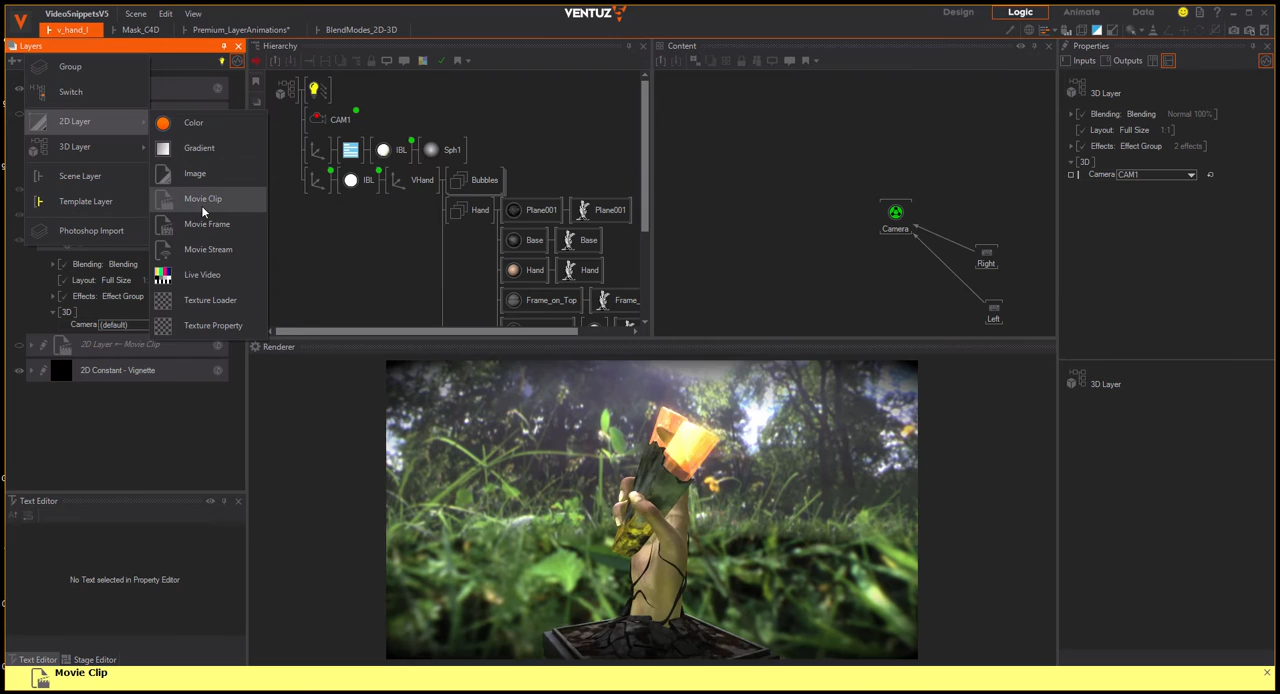 VideoSnippetsV5 Scene Edit View
VENTUZ
Design Logic Animate Data
v_hand_l Mask_C4D Premium_LayerAnimations* BlendModes_2D-3D
Layers
Group
Switch
2D Layer
3D Layer
Scene Layer
Template Layer
Photoshop Import
Color
Gradient
Image
Movie Clip
Movie Frame
Movie Stream
Live Video
Texture Loader
Texture Property
Blending: Blending
Layout: Full Size 1:
Effects: Effect Group
3D
Camera (default)
2D Layer ← Movie Clip
2D Constant - Vignette
Hierarchy
CAM1
IBL Sph1
IBL VHand Bubbles
Hand Plane001 Plane001
Base Base
Hand Hand
Frame_on_Top Frame_
Content
Camera
Right
Left
Properties
Inputs Outputs
3D Layer
Blending: Blending Normal 100%
Layout: Full Size 1:1
Effects: Effect Group 2 effects
3D
Camera CAM1
3D Layer
Renderer
Text Editor
No Text selected in Property Editor
Text Editor Stage Editor
Movie Clip